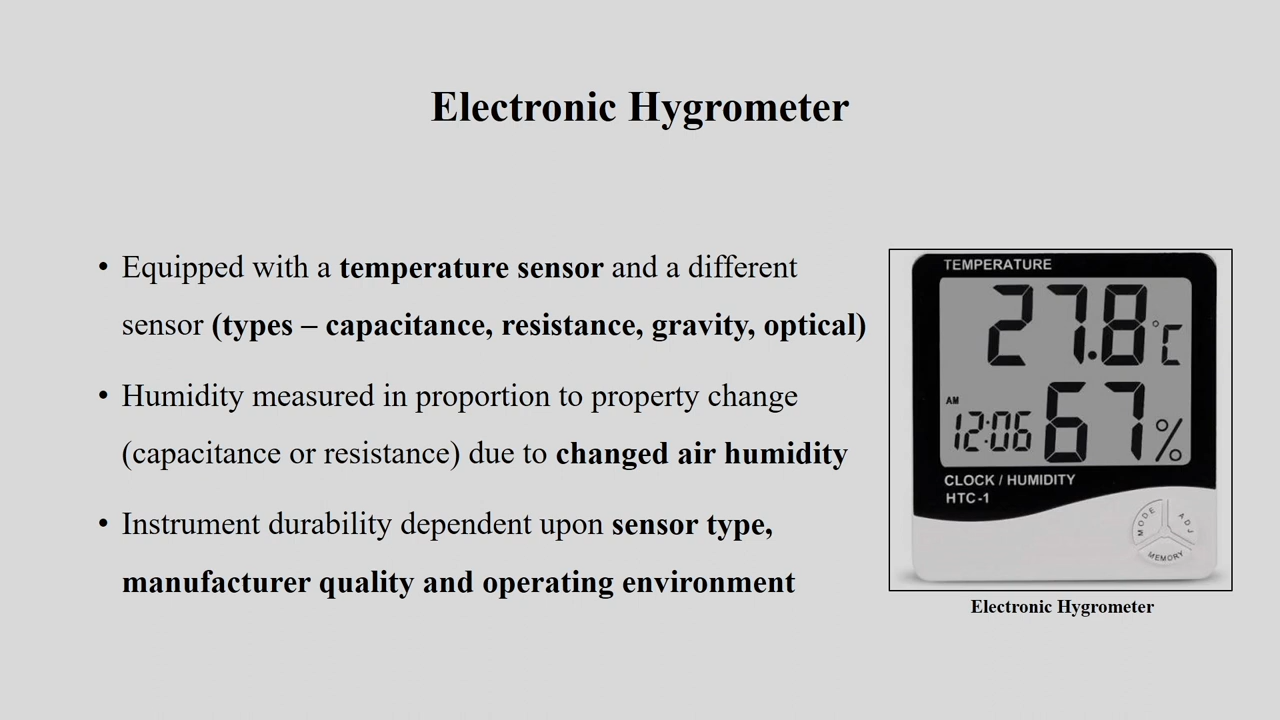 Electronic Hygrometer
• Equipped with a temperature sensor and a different
sensor (types – capacitance, resistance, gravity, optical)
• Humidity measured in proportion to property change
(capacitance or resistance) due to changed air humidity
• Instrument durability dependent upon sensor type,
manufacturer quality and operating environment
TEMPERATURE
27.8 °C
AM
12:06 67 %
CLOCK / HUMIDITY
HTC-1
MODE ADJ
MEMORY
Electronic Hygrometer